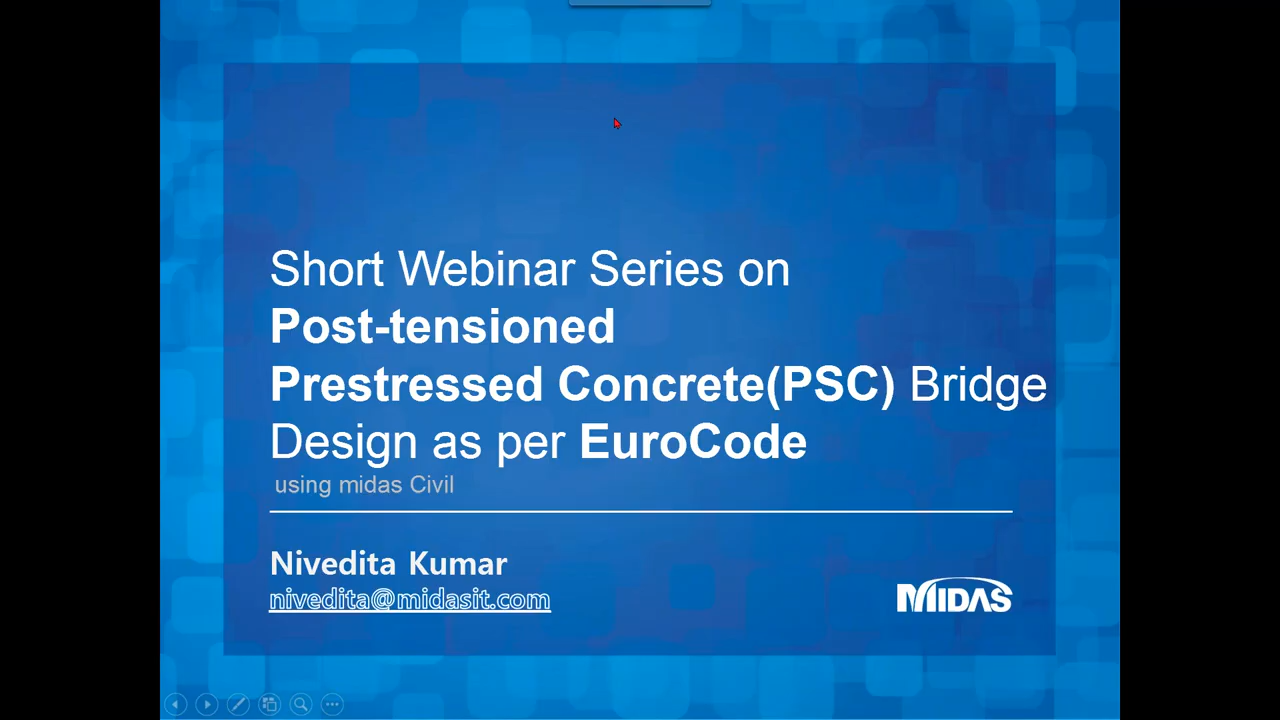 Short Webinar Series on
Post-tensioned
Prestressed Concrete(PSC) Bridge
Design as per EuroCode
using midas Civil
Nivedita Kumar
nivedita@midasit.com
MIDAS